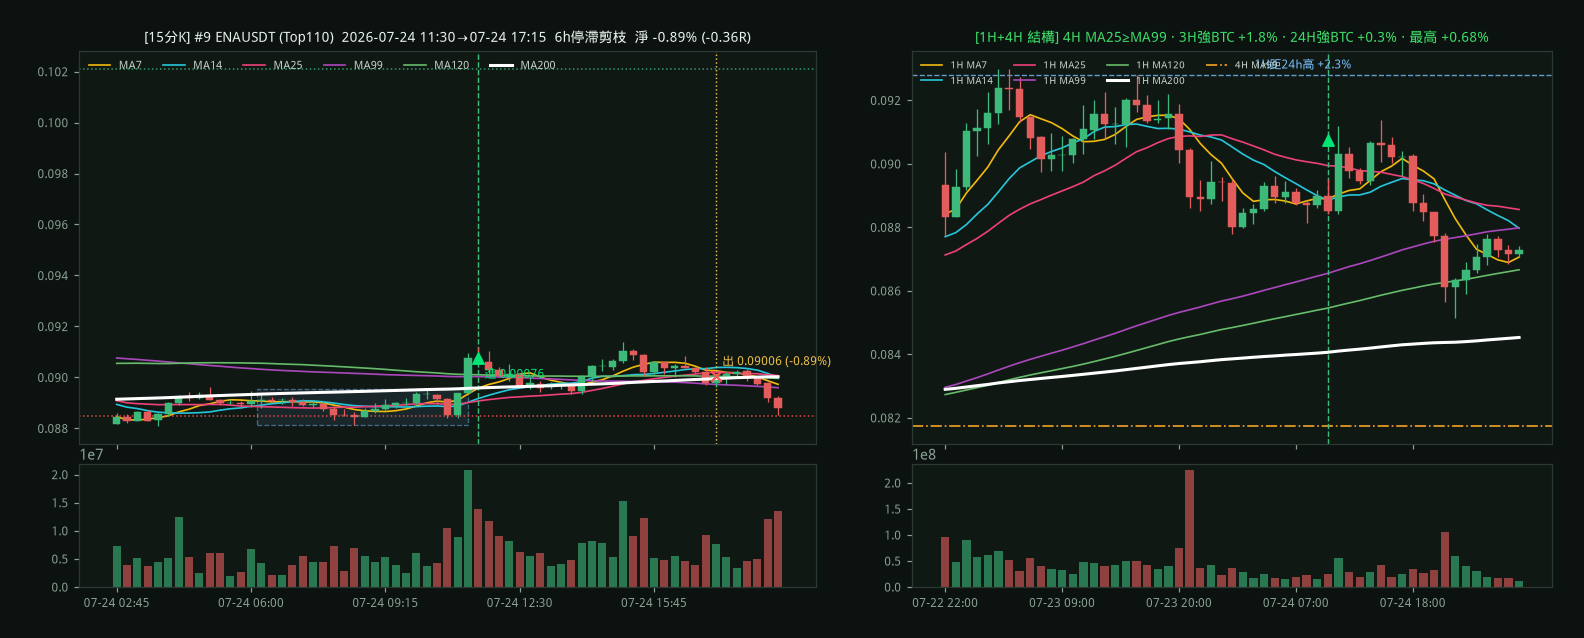 [15分K] #9 ENAUSDT (Top110)  2026-07-24 11:30→07-24 17:15  6h停滯剪枝  淨 -0.89% (-0.36R)
MA7 MA14 MA25 MA99 MA120 MA200
0.102
0.100
0.098
0.096
0.094
0.092
0.090
0.088
出 0.09006 (-0.89%)
1e7
2.0
1.5
1.0
0.5
0.0
07-24 02:45 07-24 06:00 07-24 09:15 07-24 12:30 07-24 15:45
[1H+4H 結構] 4H MA25≥MA99 · 3H強BTC +1.8% · 24H強BTC +0.3% · 最高 +0.68%
1H MA7 1H MA25 1H MA120 4H
1H MA14 1H MA99 1H MA200
24h高 +2.3%
0.092
0.090
0.088
0.086
0.084
0.082
1e8
2.0
1.5
1.0
0.5
0.0
07-22 22:00 07-23 09:00 07-23 20:00 07-24 07:00 07-24 18:00